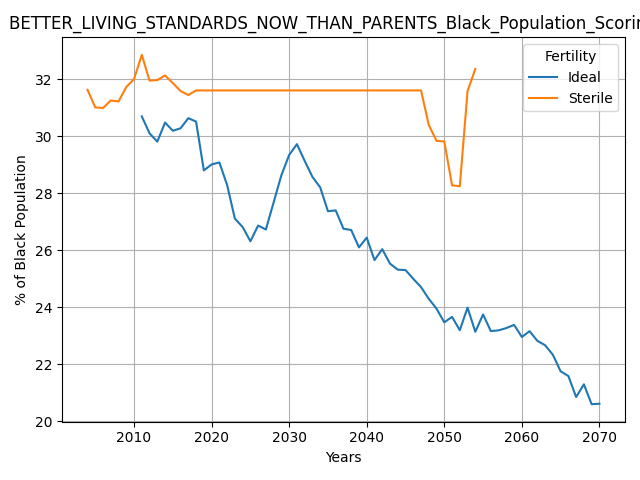 BETTER_LIVING_STANDARDS_NOW_THAN_PARENTS_Black_Population_Scorin
Fertility
Ideal
Sterile
% of Black Population
32
30
28
26
24
22
20
2010 2020 2030 2040 2050 2060 2070
Years